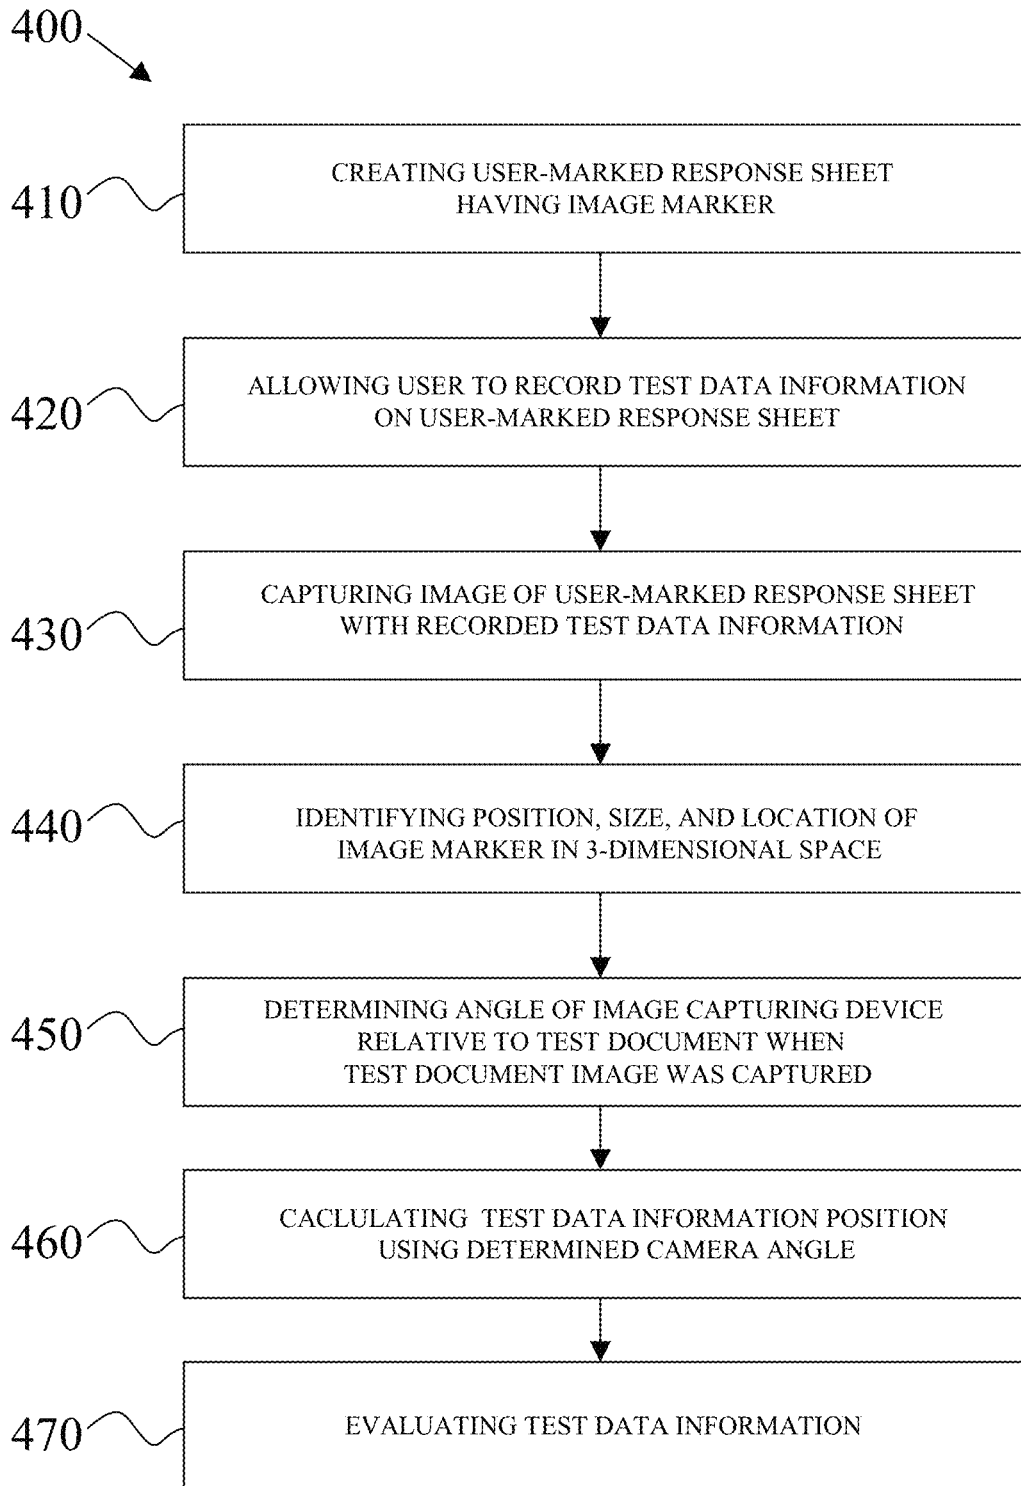 400
410
CREATING USER-MARKED RESPONSE SHEET
HAVING IMAGE MARKER
420
ALLOWING USER TO RECORD TEST DATA INFORMATION
ON USER-MARKED RESPONSE SHEET
430
CAPTURING IMAGE OF USER-MARKED RESPONSE SHEET
WITH RECORDED TEST DATA INFORMATION
440
IDENTIFYING POSITION, SIZE, AND LOCATION OF
IMAGE MARKER IN 3-DIMENSIONAL SPACE
450
DETERMINING ANGLE OF IMAGE CAPTURING DEVICE
RELATIVE TO TEST DOCUMENT WHEN
TEST DOCUMENT IMAGE WAS CAPTURED
460
CACLULATING TEST DATA INFORMATION POSITION
USING DETERMINED CAMERA ANGLE
470
EVALUATING TEST DATA INFORMATION